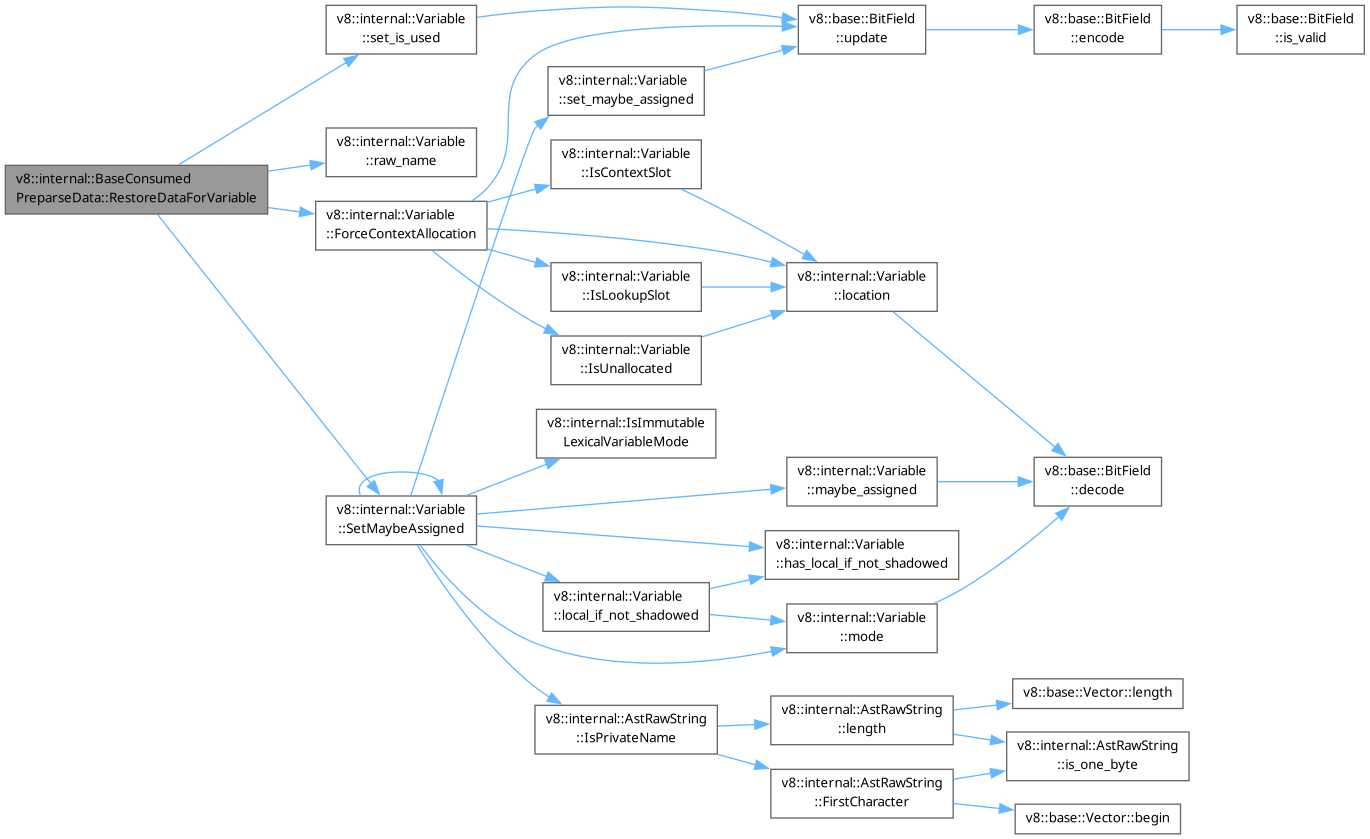 v8::internal::BaseConsumed
PreparseData::RestoreDataForVariable
v8::internal::Variable
::set_is_used
v8::internal::Variable
::raw_name
v8::internal::Variable
::ForceContextAllocation
v8::internal::Variable
::SetMaybeAssigned
v8::internal::Variable
::set_maybe_assigned
v8::internal::Variable
::IsContextSlot
v8::internal::Variable
::IsLookupSlot
v8::internal::Variable
::IsUnallocated
v8::internal::IsImmutable
LexicalVariableMode
v8::internal::Variable
::local_if_not_shadowed
v8::internal::AstRawString
::IsPrivateName
v8::base::BitField
::update
v8::internal::Variable
::location
v8::internal::Variable
::maybe_assigned
v8::internal::Variable
::has_local_if_not_shadowed
v8::internal::Variable
::mode
v8::internal::AstRawString
::length
v8::internal::AstRawString
::FirstCharacter
v8::base::BitField
::encode
v8::base::BitField
::decode
v8::base::Vector::length
v8::internal::AstRawString
::is_one_byte
v8::base::Vector::begin
v8::base::BitField
::is_valid